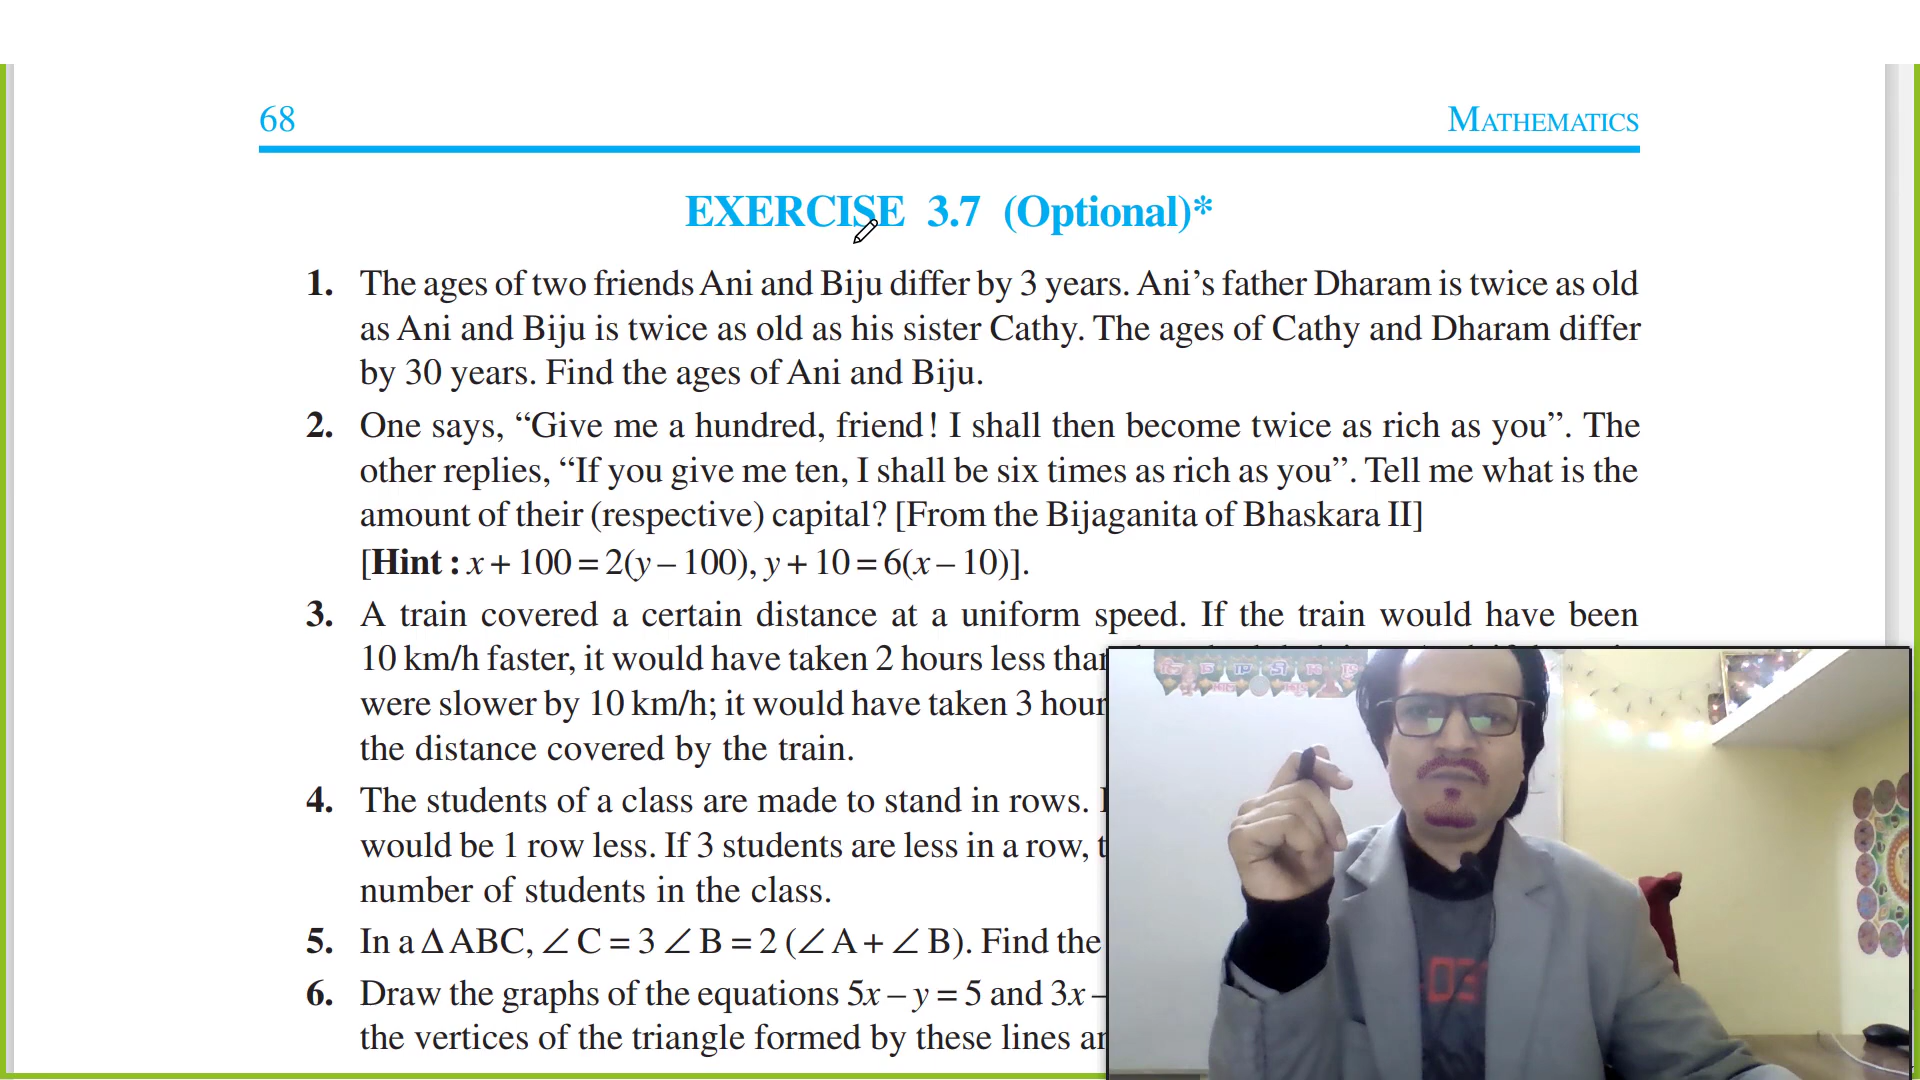 68
MATHEMATICS
EXERCISE 3.7 (Optional)*
1. The ages of two friends Ani and Biju differ by 3 years. Ani’s father Dharam is twice as old
as Ani and Biju is twice as old as his sister Cathy. The ages of Cathy and Dharam differ
by 30 years. Find the ages of Ani and Biju.
2. One says, “Give me a hundred, friend! I shall then become twice as rich as you”. The
other replies, “If you give me ten, I shall be six times as rich as you”. Tell me what is the
amount of their (respective) capital? [From the Bijaganita of Bhaskara II]
[Hint : x + 100 = 2(y – 100), y + 10 = 6(x – 10)].
3. A train covered a certain distance at a uniform speed. If the train would have been
10 km/h faster, it would have taken 2 hours less than
were slower by 10 km/h; it would have taken 3 hour
the distance covered by the train.
4. The students of a class are made to stand in rows.
would be 1 row less. If 3 students are less in a row,
number of students in the class.
5. In a Δ ABC, ∠ C = 3 ∠ B = 2 (∠ A + ∠ B). Find the
6. Draw the graphs of the equations 5x – y = 5 and 3x –
the vertices of the triangle formed by these lines